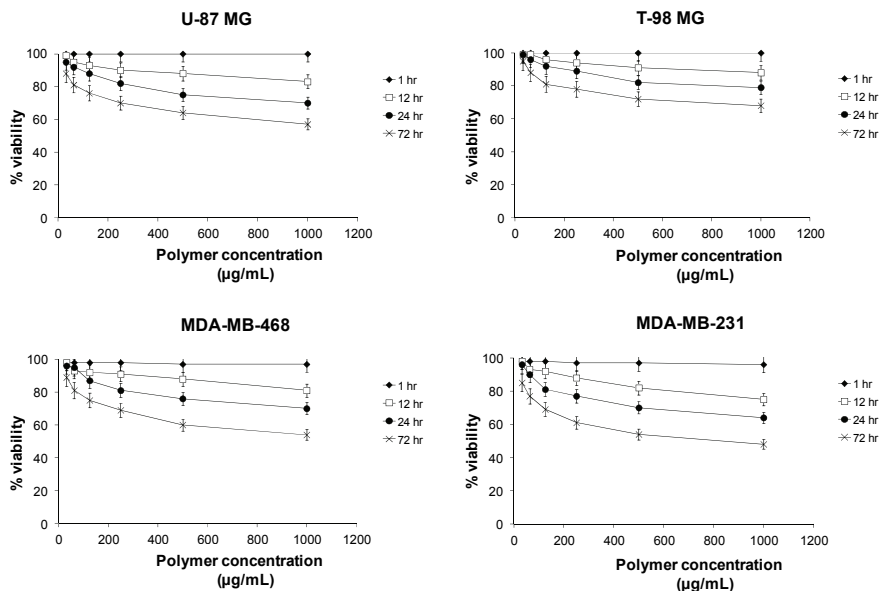 U-87 MG
% viability
100
80
60
40
20
0
0 200 400 600 800 1000 1200
Polymer concentration
(µg/mL)
1 hr
12 hr
24 hr
72 hr
T-98 MG
% viability
100
80
60
40
20
0
0 200 400 600 800 1000 1200
Polymer concentration
(µg/mL)
1 hr
12 hr
24 hr
72 hr
MDA-MB-468
% viability
100
80
60
40
20
0
0 200 400 600 800 1000 1200
Polymer concentration
(µg/mL)
1 hr
12 hr
24 hr
72 hr
MDA-MB-231
% viability
100
80
60
40
20
0
0 200 400 600 800 1000 1200
Polymer concentration
(µg/mL)
1 hr
12 hr
24 hr
72 hr